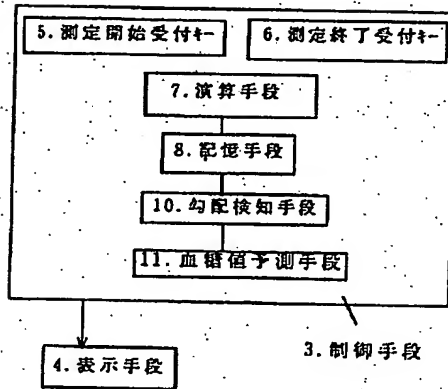 5.測定開始受付キー
6.測定終了受付キー
7.演算手段
8.記憶手段
10.勾配検知手段
11.血糖値予測手段
3.制御手段
4.表示手段